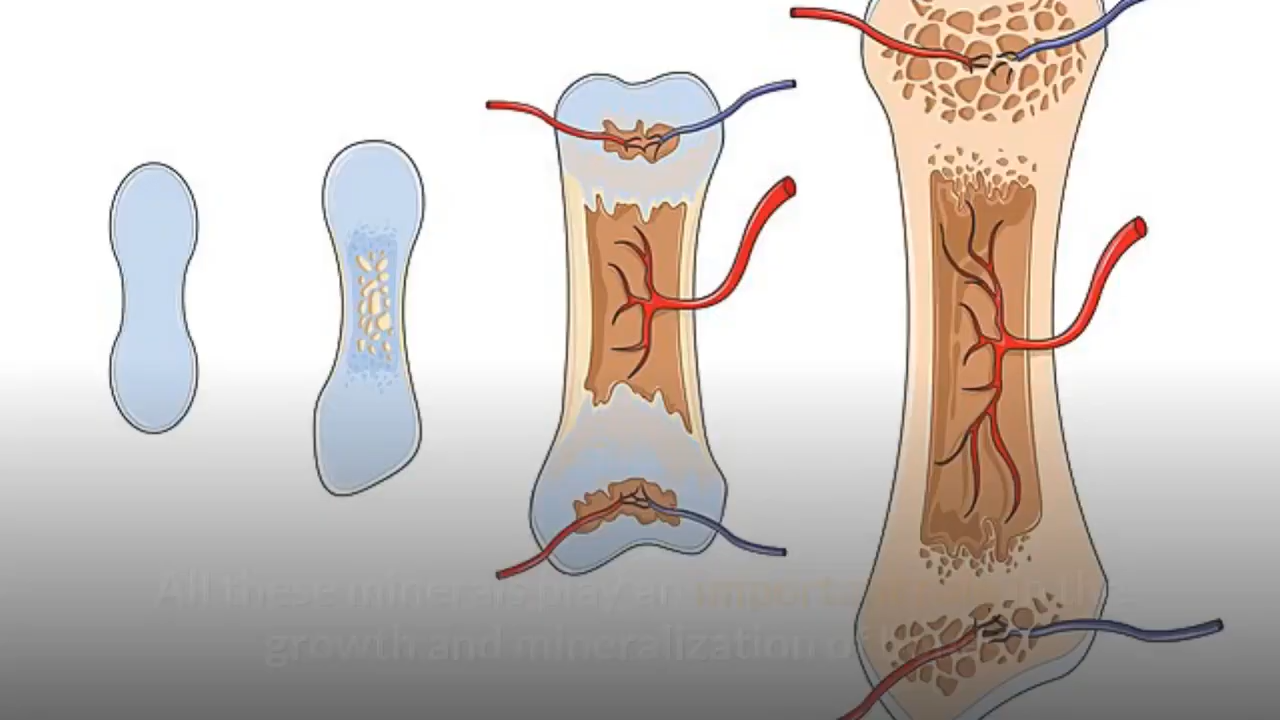 All these minerals play an important role in the
growth and mineralization of